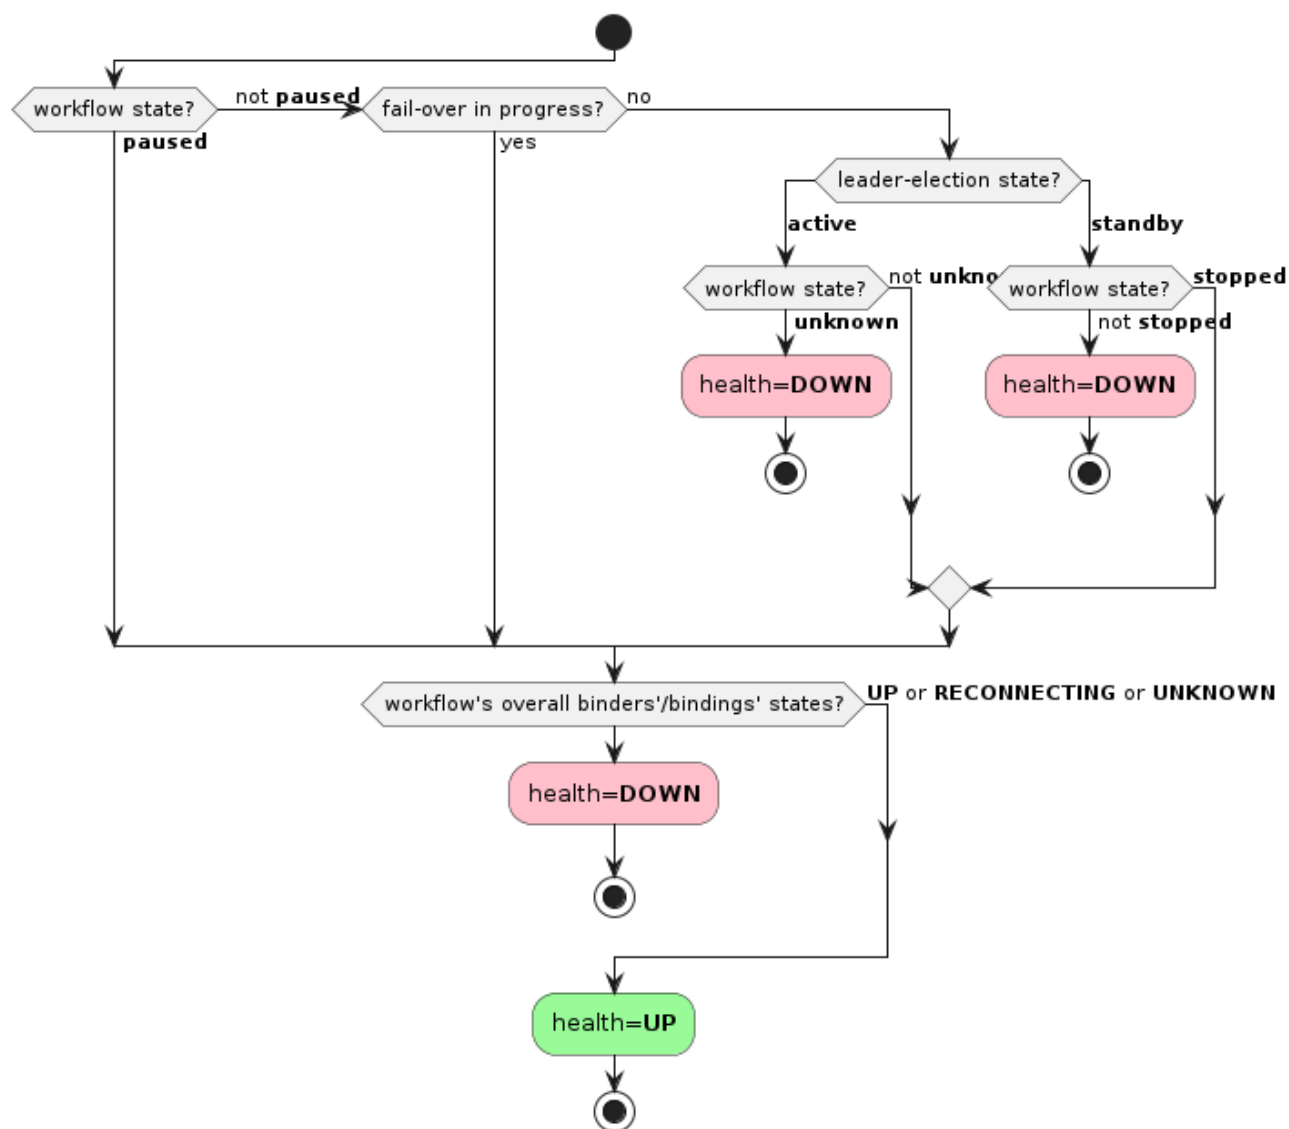 workflow state?
not paused
fail-over in progress?
no
paused
yes
leader-election state?
active
standby
workflow state?
not unkno
workflow state?
stopped
unknown
not stopped
health=DOWN
health=DOWN
workflow's overall binders'/bindings' states?
UP or RECONNECTING or UNKNOWN
health=DOWN
health=UP